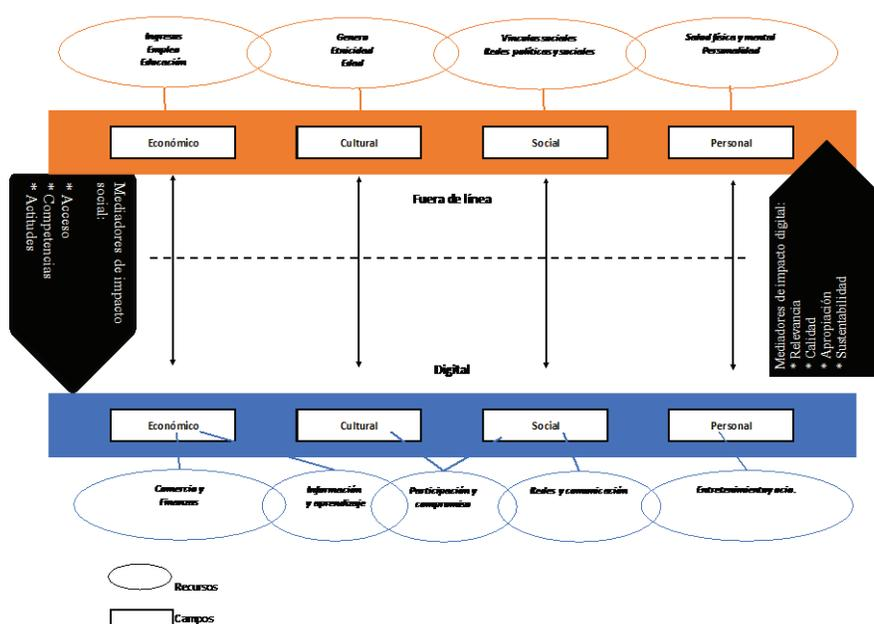 Ingresos
Empleo
Educación
Genero
Etnicidad
Edad
Vínculos sociales
Redes políticas y sociales
Salud física y mental
Personalidad
Económico
Cultural
Social
Personal
Fuera de línea
Mediadores de impacto
social:
* Acceso
* Competencias
* Actitudes
Mediadores de impacto digital:
* Relevancia
* Calidad
* Apropiación
* Sustentabilidad
Digital
Económico
Cultural
Social
Personal
Comercio y
Finanzas
Información
y aprendizaje
Participación y
compromiso
Redes y comunicación
Entretenimiento y ocio.
Recursos
Campos